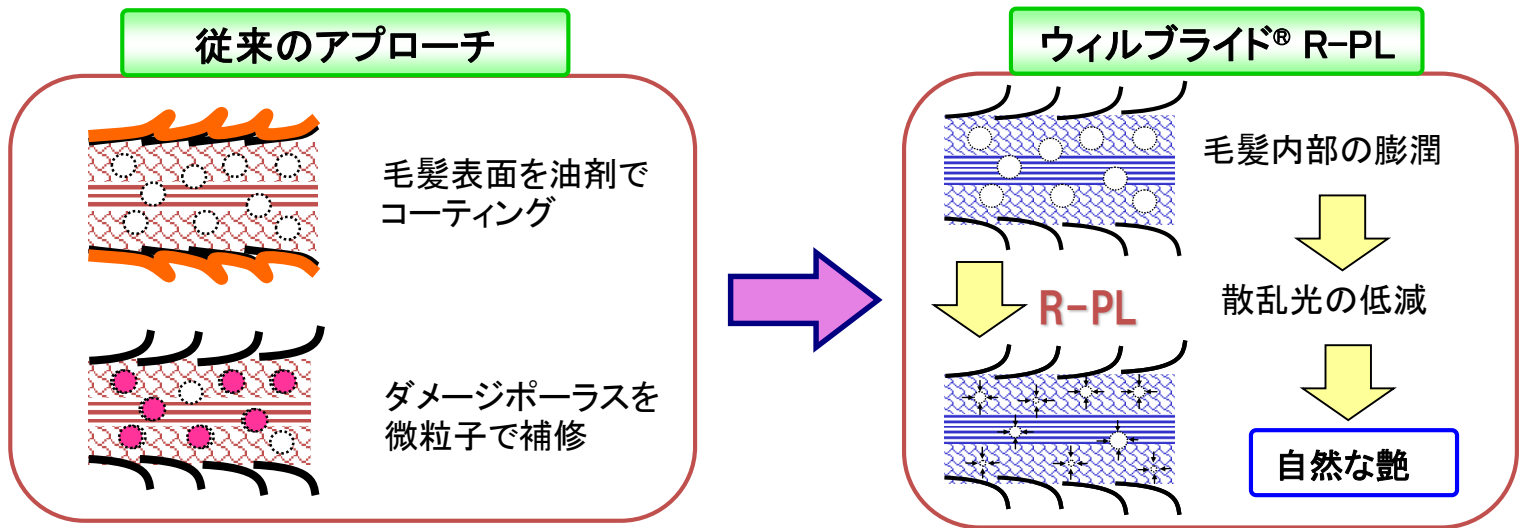 従来のアプローチ
毛髪表面を油剤で
コーティング
ダメージポーラスを
微粒子で補修
ウィルブライド® R-PL
毛髪内部の膨潤
R-PL
散乱光の低減
自然な艶